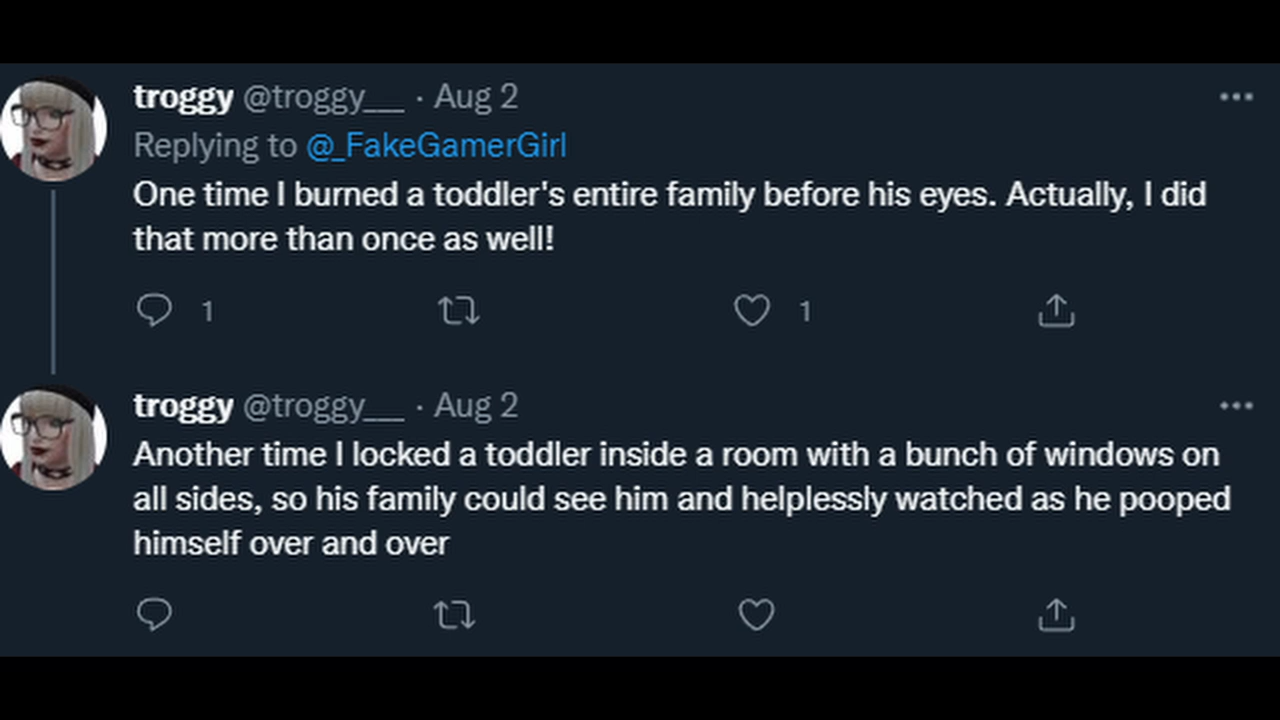 troggy @troggy__ · Aug 2
Replying to @_FakeGamerGirl
One time I burned a toddler's entire family before his eyes. Actually, I did
that more than once as well!
1 1
troggy @troggy__ · Aug 2
Another time I locked a toddler inside a room with a bunch of windows on
all sides, so his family could see him and helplessly watched as he pooped
himself over and over